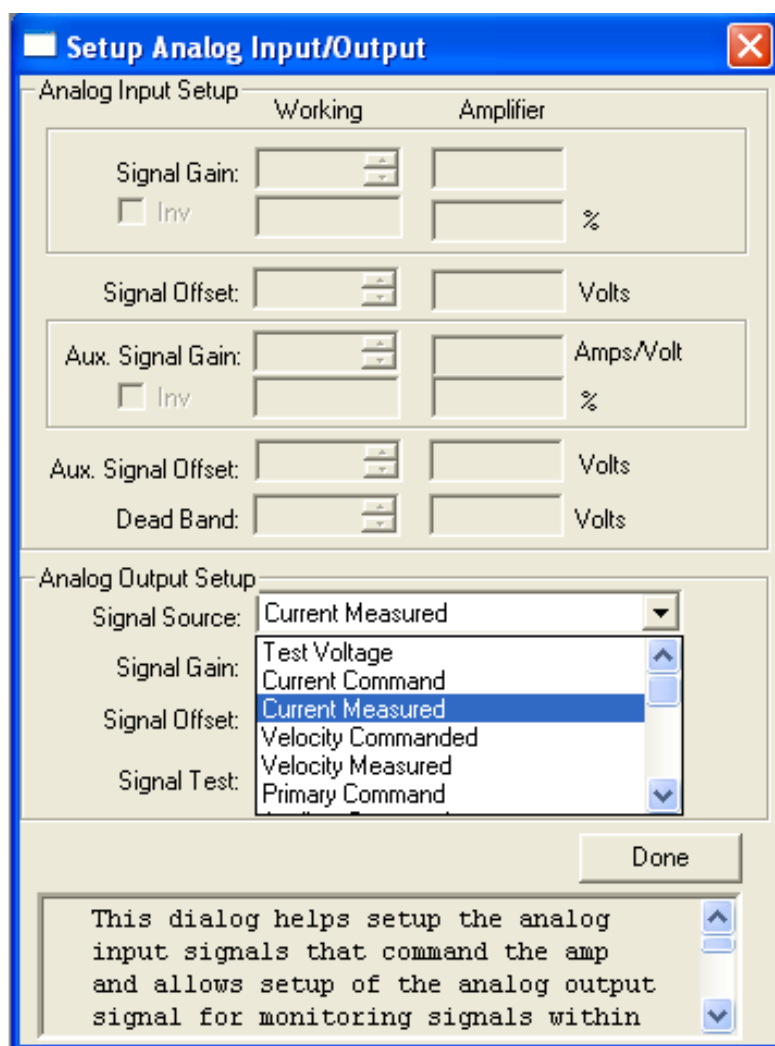 Setup Analog Input/Output
Analog Input Setup
Working Amplifier
Signal Gain:
Inv %
Signal Offset: Volts
Aux. Signal Gain: Amps/Volt
Inv %
Aux. Signal Offset: Volts
Dead Band: Volts
Analog Output Setup
Signal Source: Current Measured
Test Voltage
Signal Gain:
Current Command
Current Measured
Signal Offset:
Velocity Commanded
Velocity Measured
Signal Test:
Primary Command
Done
This dialog helps setup the analog
input signals that command the amp
and allows setup of the analog output
signal for monitoring signals within